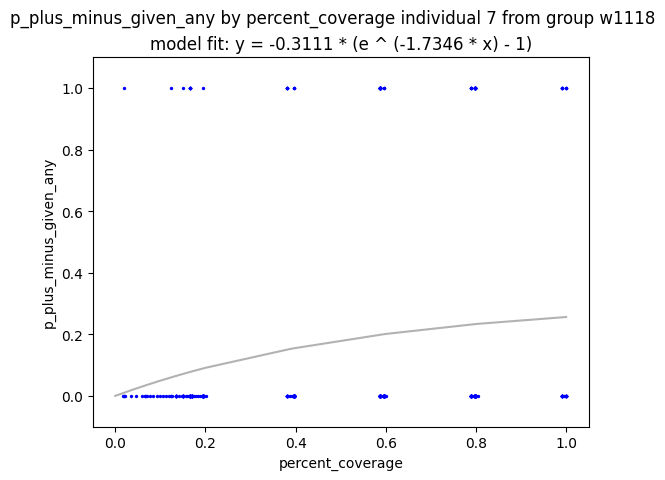 p_plus_minus_given_any by percent_coverage individual 7 from group w1118
model fit: y = -0.3111 * (e ^ (-1.7346 * x) - 1)
1.0
0.8
0.6
0.4
0.2
0.0
p_plus_minus_given_any
0.0 0.2 0.4 0.6 0.8 1.0
percent_coverage